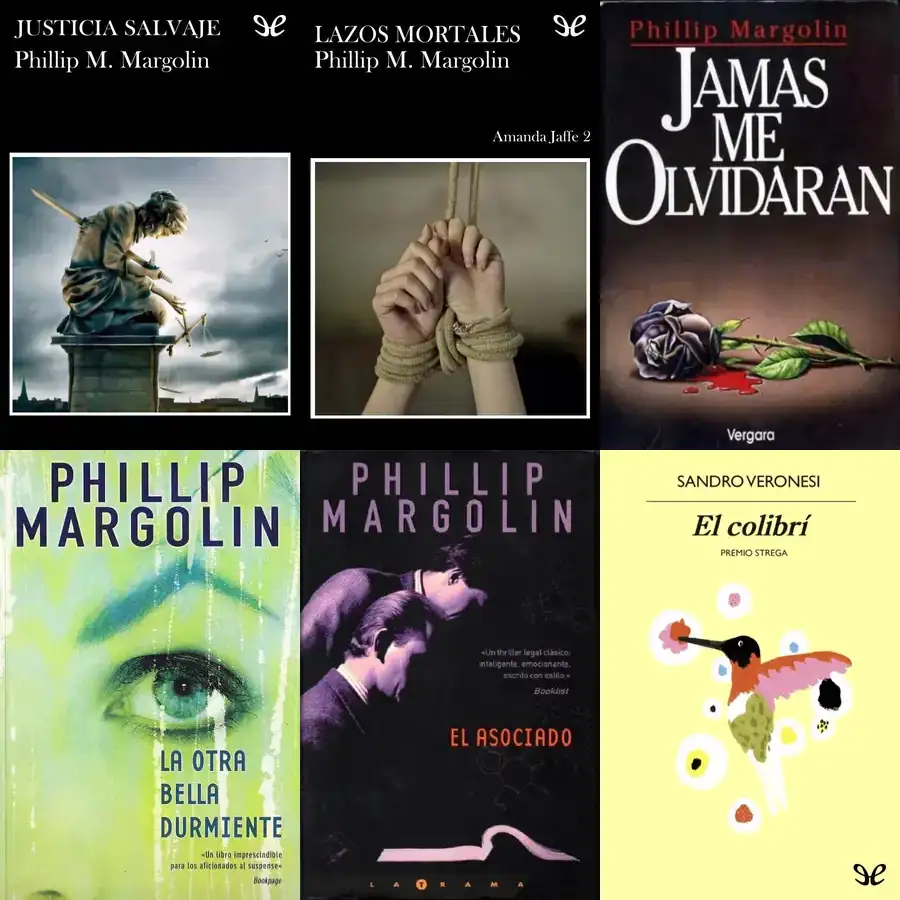 JUSTICIA SALVAJE
Phillip M. Margolin
LAZOS MORTALES
Phillip M. Margolin
Amanda Jaffe 2
Phillip Margolin
JAMAS
ME
OLVIDARAN
Vergara
PHILLIP
MARGOLIN
LA OTRA
BELLA
DURMIENTE
«Un libro imprescindible
para los aficionados al suspense«
Bookpage
PHILLIP
MARGOLIN
«Un thriller legal clásico:
inteligente, emocionante,
escrito con estilo.»
Booklist
EL ASOCIADO
LA TRAMA
SANDRO VERONESI
El colibrí
PREMIO STREGA